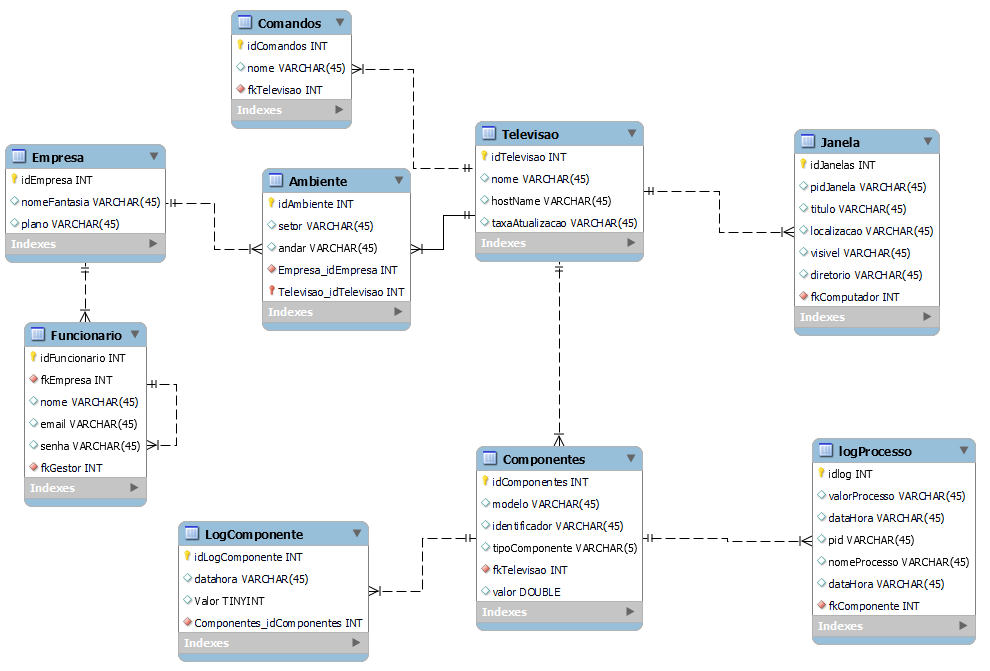 Comandos
idComandos INT
nome VARCHAR(45)
fkTelevisao INT
Indexes
Empresa
idEmpresa INT
nomeFantasia VARCHAR(45)
plano VARCHAR(45)
Indexes
Ambiente
idAmbiente INT
setor VARCHAR(45)
andar VARCHAR(45)
Empresa_idEmpresa INT
Televisao_idTelevisao INT
Indexes
Televisao
idTelevisao INT
nome VARCHAR(45)
hostName VARCHAR(45)
taxaAtualizacao VARCHAR(45)
Indexes
Janela
idJanelas INT
pidJanela VARCHAR(45)
titulo VARCHAR(45)
localizacao VARCHAR(45)
visivel VARCHAR(45)
diretorio VARCHAR(45)
fkComputador INT
Indexes
Funcionario
idFuncionario INT
fkEmpresa INT
nome VARCHAR(45)
email VARCHAR(45)
senha VARCHAR(45)
fkGestor INT
Indexes
LogComponente
idLogComponente INT
datahora VARCHAR(45)
Valor TINYINT
Componentes_idComponentes INT
Indexes
Componentes
idComponentes INT
modelo VARCHAR(45)
identificador VARCHAR(45)
tipoComponente VARCHAR(5)
fkTelevisao INT
valor DOUBLE
Indexes
logProcesso
idlog INT
valorProcesso VARCHAR(45)
dataHora VARCHAR(45)
pid VARCHAR(45)
nomeProcesso VARCHAR(45)
dataHora VARCHAR(45)
fkComponente INT
Indexes